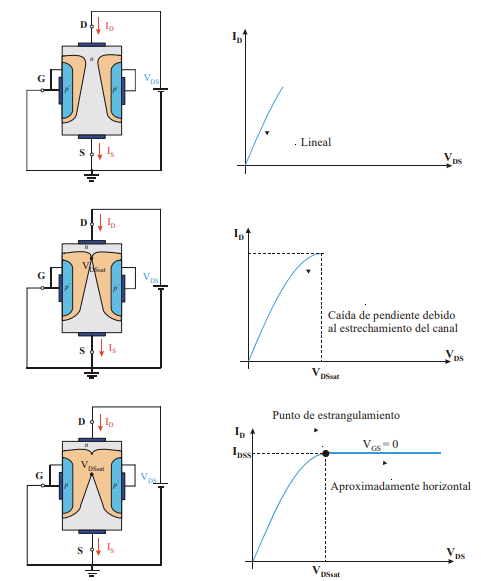 D
I_D
n
G
p
p
V_DS
S
I_S
I_D
Lineal
V_DS
D
I_D
n
V_DSsat
G
p
p
V_DS
S
I_S
I_D
Caída de pendiente debido
al estrechamiento del canal
V_DS
V_DSsat
D
I_D
n
V_DSsat
G
p
p
V_DS
S
I_S
Punto de estrangulamiento
I_D
V_GS = 0
I_DSS
Aproximadamente horizontal
V_DS
V_DSsat